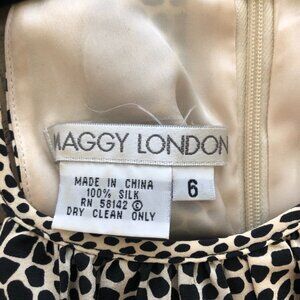 MAGGY LONDON
6
MADE IN CHINA
100% SILK
RN 58142 ©
DRY CLEAN ONLY